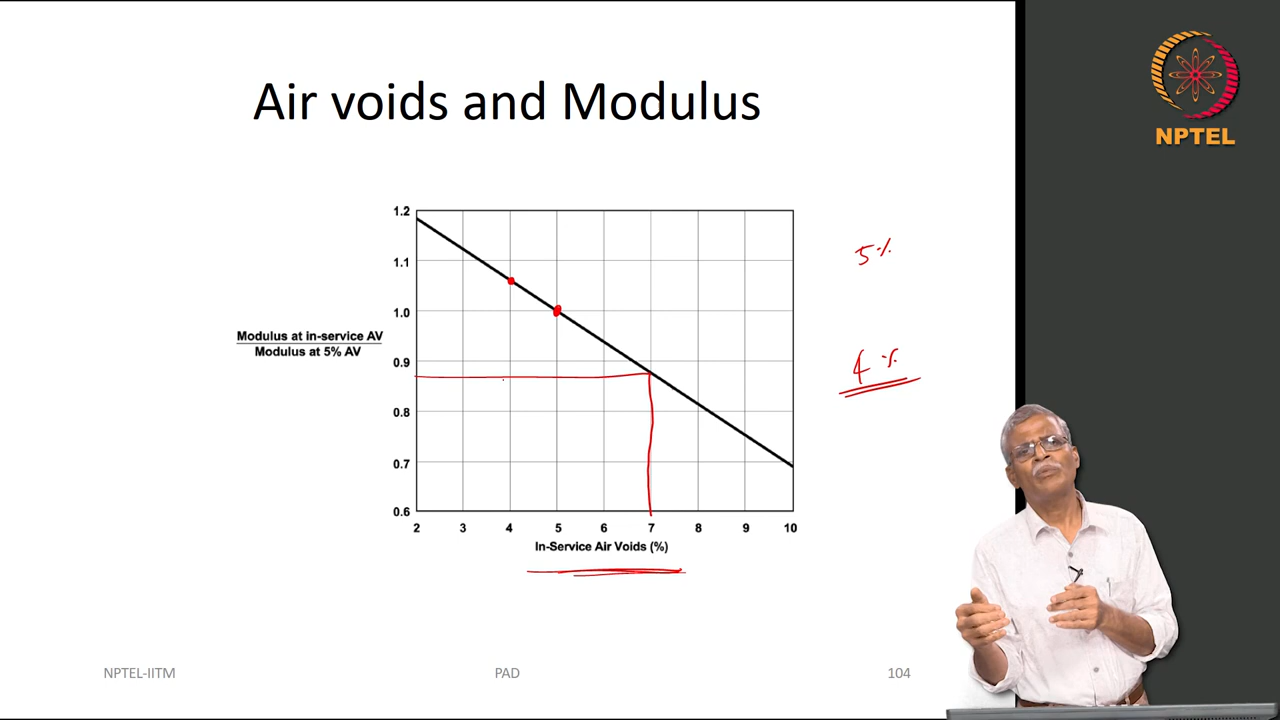 Air voids and Modulus
NPTEL
1.2
1.1
1.0
0.9
0.8
0.7
0.6
Modulus at in-service AV
Modulus at 5% AV
2 3 4 5 6 7 8 9 10
In-Service Air Voids (%)
5%
4%
NPTEL-IITM PAD 104